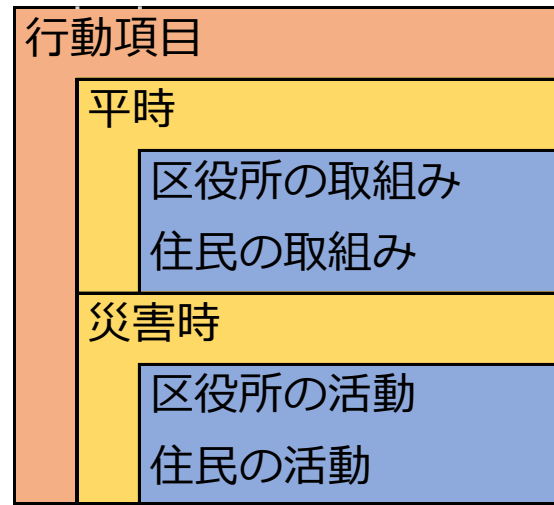 行動項目
平時
区役所の取組み
住民の取組み
災害時
区役所の活動
住民の活動